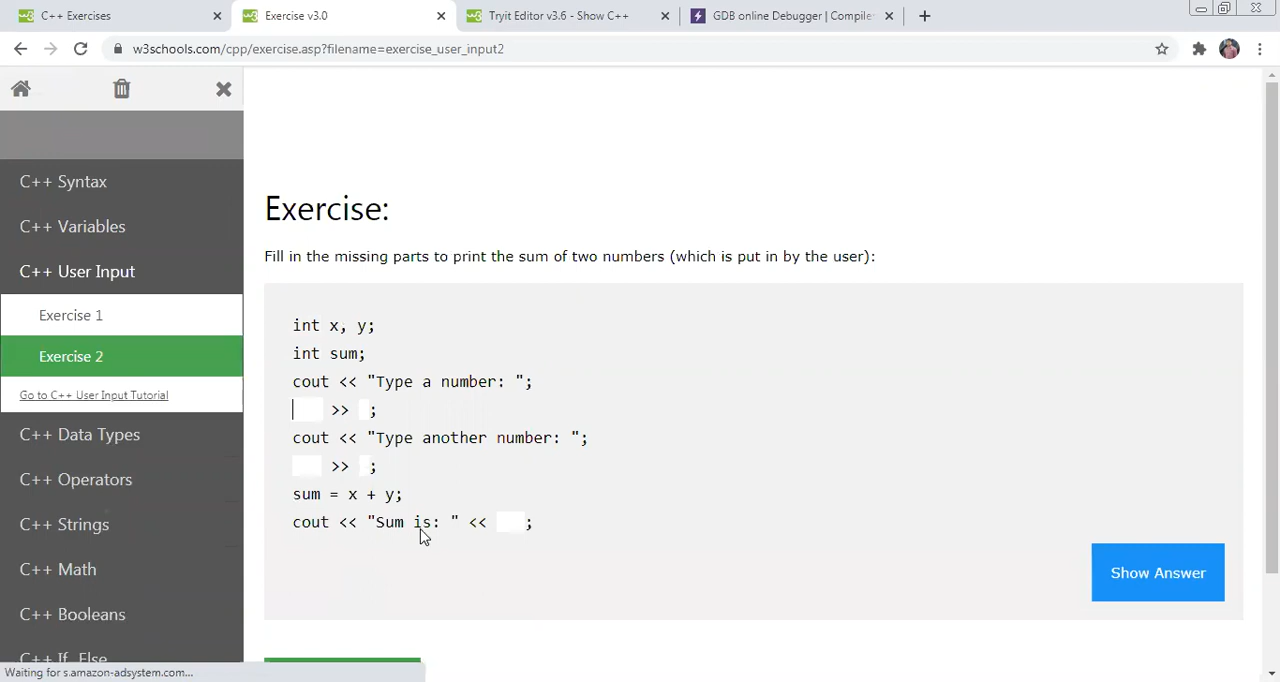 C++ Exercises
Exercise v3.0
Tryit Editor v3.6 - Show C++
GDB online Debugger | Compile
w3schools.com/cpp/exercise.asp?filename=exercise_user_input2
C++ Syntax
C++ Variables
C++ User Input
Exercise 1
Exercise 2
Go to C++ User Input Tutorial
C++ Data Types
C++ Operators
C++ Strings
C++ Math
C++ Booleans
C++ If..Else
Exercise:
Fill in the missing parts to print the sum of two numbers (which is put in by the user):
int x, y;
int sum;
cout << "Type a number: ";
>> ;
cout << "Type another number: ";
>> ;
sum = x + y;
cout << "Sum is: " << ;
Show Answer
Waiting for s.amazon-adsystem.com...